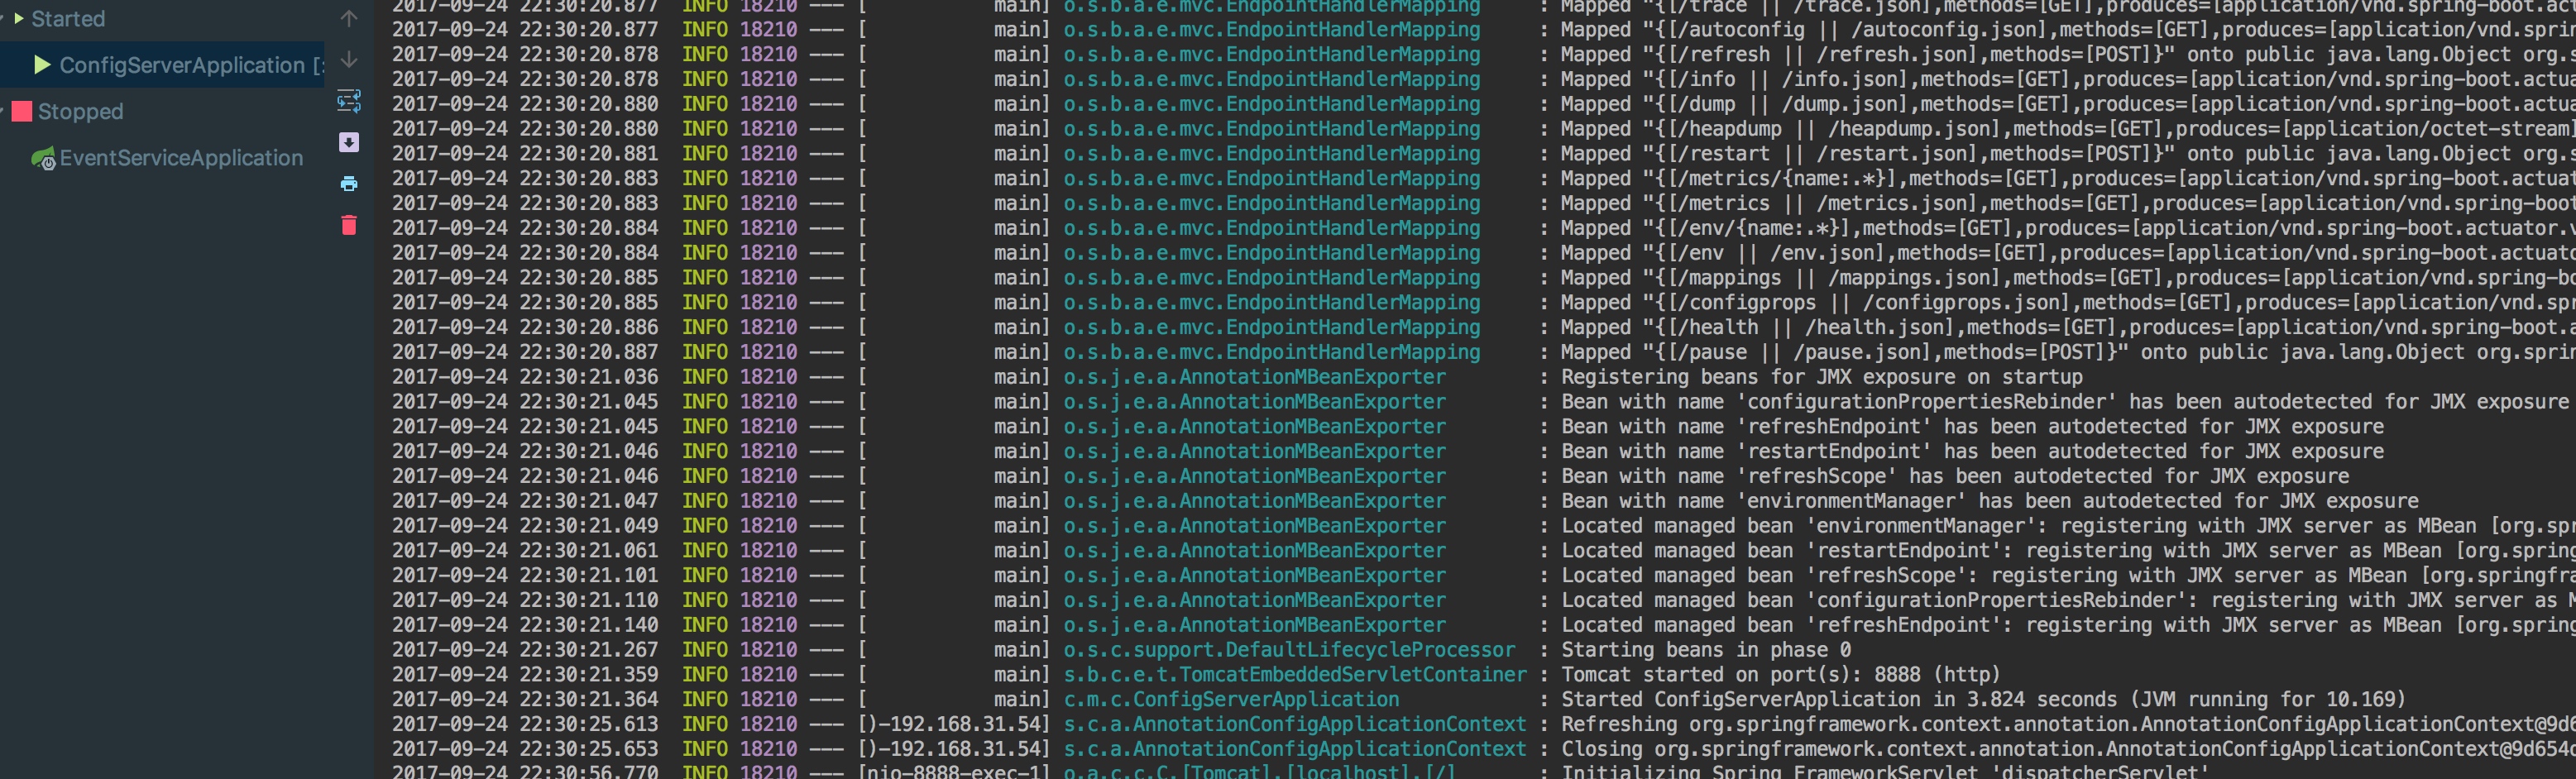 Started
ConfigServerApplication [:
Stopped
EventServiceApplication
2017-09-24 22:30:20.877  INFO 18210 --- [           main] o.s.b.a.e.mvc.EndpointHandlerMapping     : Mapped "{[/trace || /trace.json],methods=[GET],produces=[application/vnd.spring-boot.act
2017-09-24 22:30:20.877  INFO 18210 --- [           main] o.s.b.a.e.mvc.EndpointHandlerMapping     : Mapped "{[/autoconfig || /autoconfig.json],methods=[GET],produces=[application/vnd.sprin
2017-09-24 22:30:20.878  INFO 18210 --- [           main] o.s.b.a.e.mvc.EndpointHandlerMapping     : Mapped "{[/refresh || /refresh.json],methods=[POST]}" onto public java.lang.Object org.s
2017-09-24 22:30:20.878  INFO 18210 --- [           main] o.s.b.a.e.mvc.EndpointHandlerMapping     : Mapped "{[/info || /info.json],methods=[GET],produces=[application/vnd.spring-boot.actua
2017-09-24 22:30:20.880  INFO 18210 --- [           main] o.s.b.a.e.mvc.EndpointHandlerMapping     : Mapped "{[/dump || /dump.json],methods=[GET],produces=[application/vnd.spring-boot.actua
2017-09-24 22:30:20.880  INFO 18210 --- [           main] o.s.b.a.e.mvc.EndpointHandlerMapping     : Mapped "{[/heapdump || /heapdump.json],methods=[GET],produces=[application/octet-stream]
2017-09-24 22:30:20.881  INFO 18210 --- [           main] o.s.b.a.e.mvc.EndpointHandlerMapping     : Mapped "{[/restart || /restart.json],methods=[POST]}" onto public java.lang.Object org.s
2017-09-24 22:30:20.883  INFO 18210 --- [           main] o.s.b.a.e.mvc.EndpointHandlerMapping     : Mapped "{[/metrics/{name:.*}],methods=[GET],produces=[application/vnd.spring-boot.actuat
2017-09-24 22:30:20.883  INFO 18210 --- [           main] o.s.b.a.e.mvc.EndpointHandlerMapping     : Mapped "{[/metrics || /metrics.json],methods=[GET],produces=[application/vnd.spring-boot
2017-09-24 22:30:20.884  INFO 18210 --- [           main] o.s.b.a.e.mvc.EndpointHandlerMapping     : Mapped "{[/env/{name:.*}],methods=[GET],produces=[application/vnd.spring-boot.actuator.v
2017-09-24 22:30:20.884  INFO 18210 --- [           main] o.s.b.a.e.mvc.EndpointHandlerMapping     : Mapped "{[/env || /env.json],methods=[GET],produces=[application/vnd.spring-boot.actuato
2017-09-24 22:30:20.885  INFO 18210 --- [           main] o.s.b.a.e.mvc.EndpointHandlerMapping     : Mapped "{[/mappings || /mappings.json],methods=[GET],produces=[application/vnd.spring-bo
2017-09-24 22:30:20.885  INFO 18210 --- [           main] o.s.b.a.e.mvc.EndpointHandlerMapping     : Mapped "{[/configprops || /configprops.json],methods=[GET],produces=[application/vnd.sp
2017-09-24 22:30:20.886  INFO 18210 --- [           main] o.s.b.a.e.mvc.EndpointHandlerMapping     : Mapped "{[/health || /health.json],methods=[GET],produces=[application/vnd.spring-boot.a
2017-09-24 22:30:20.887  INFO 18210 --- [           main] o.s.b.a.e.mvc.EndpointHandlerMapping     : Mapped "{[/pause || /pause.json],methods=[POST]}" onto public java.lang.Object org.sprin
2017-09-24 22:30:21.036  INFO 18210 --- [           main] o.s.j.e.a.AnnotationMBeanExporter        : Registering beans for JMX exposure on startup
2017-09-24 22:30:21.045  INFO 18210 --- [           main] o.s.j.e.a.AnnotationMBeanExporter        : Bean with name 'configurationPropertiesRebinder' has been autodetected for JMX exposure
2017-09-24 22:30:21.045  INFO 18210 --- [           main] o.s.j.e.a.AnnotationMBeanExporter        : Bean with name 'refreshEndpoint' has been autodetected for JMX exposure
2017-09-24 22:30:21.046  INFO 18210 --- [           main] o.s.j.e.a.AnnotationMBeanExporter        : Bean with name 'restartEndpoint' has been autodetected for JMX exposure
2017-09-24 22:30:21.046  INFO 18210 --- [           main] o.s.j.e.a.AnnotationMBeanExporter        : Bean with name 'refreshScope' has been autodetected for JMX exposure
2017-09-24 22:30:21.047  INFO 18210 --- [           main] o.s.j.e.a.AnnotationMBeanExporter        : Bean with name 'environmentManager' has been autodetected for JMX exposure
2017-09-24 22:30:21.049  INFO 18210 --- [           main] o.s.j.e.a.AnnotationMBeanExporter        : Located managed bean 'environmentManager': registering with JMX server as MBean [org.spr
2017-09-24 22:30:21.061  INFO 18210 --- [           main] o.s.j.e.a.AnnotationMBeanExporter        : Located managed bean 'restartEndpoint': registering with JMX server as MBean [org.spring
2017-09-24 22:30:21.101  INFO 18210 --- [           main] o.s.j.e.a.AnnotationMBeanExporter        : Located managed bean 'refreshScope': registering with JMX server as MBean [org.springfra
2017-09-24 22:30:21.110  INFO 18210 --- [           main] o.s.j.e.a.AnnotationMBeanExporter        : Located managed bean 'configurationPropertiesRebinder': registering with JMX server as M
2017-09-24 22:30:21.140  INFO 18210 --- [           main] o.s.j.e.a.AnnotationMBeanExporter        : Located managed bean 'refreshEndpoint': registering with JMX server as MBean [org.spring
2017-09-24 22:30:21.267  INFO 18210 --- [           main] o.s.c.support.DefaultLifecycleProcessor  : Starting beans in phase 0
2017-09-24 22:30:21.359  INFO 18210 --- [           main] s.b.c.e.t.TomcatEmbeddedServletContainer : Tomcat started on port(s): 8888 (http)
2017-09-24 22:30:21.364  INFO 18210 --- [           main] c.m.c.ConfigServerApplication            : Started ConfigServerApplication in 3.824 seconds (JVM running for 10.169)
2017-09-24 22:30:25.613  INFO 18210 --- [)-192.168.31.54] s.c.a.AnnotationConfigApplicationContext : Refreshing org.springframework.context.annotation.AnnotationConfigApplicationContext@9d6
2017-09-24 22:30:25.653  INFO 18210 --- [)-192.168.31.54] s.c.a.AnnotationConfigApplicationContext : Closing org.springframework.context.annotation.AnnotationConfigApplicationContext@9d654d
2017-09-24 22:30:56.770  INFO 18210 --- [nio-8888-exec-1] o.a.c.c.C.[Tomcat].[localhost].[/]       : Initializing Spring FrameworkServlet 'dispatcherServlet'